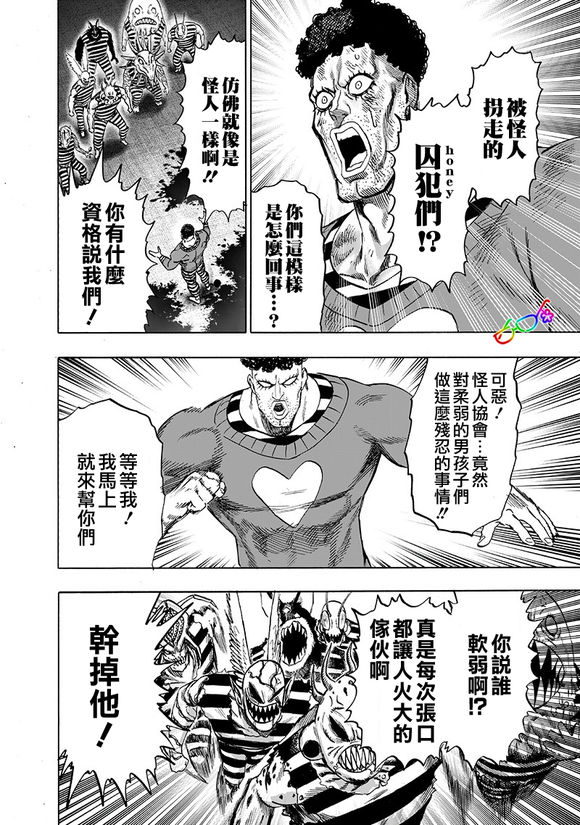 被怪人
拐走的
囚犯們!?
honey
你們這模樣
是怎麼回事…?
仿佛就像是
怪人一樣啊!!
你有什麼
資格說我們!
可惡!
怪人協會…竟然
對柔弱的男孩子們
做這麼殘忍的事情!!
等等我!
我馬上
就來幫你們
你說誰
軟弱啊!?
真是每次張口
都讓人火大的
傢伙啊
幹掉他!